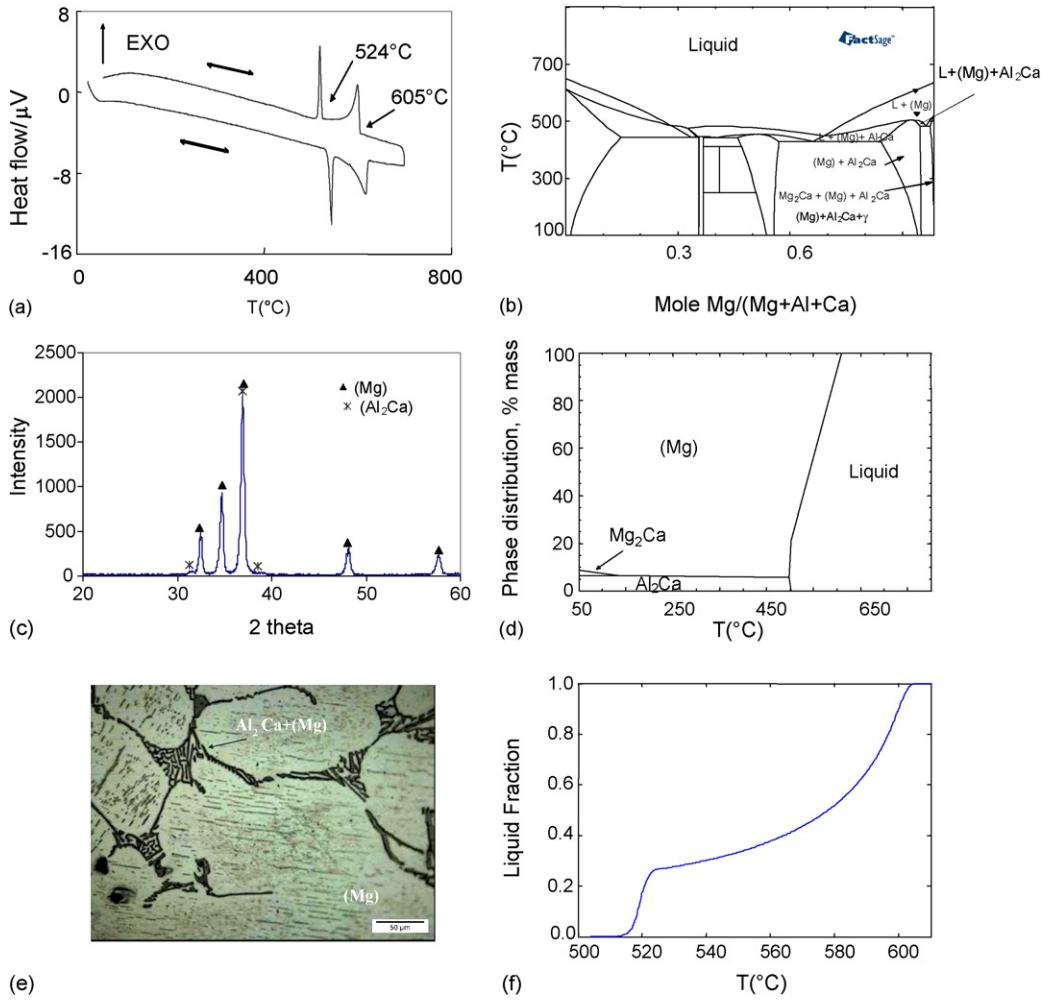 8
0
-8
-16
Heat flow/μV
EXO
524°C
605°C
0
400
800
T(°C)
(a)
700
500
300
100
T(°C)
Liquid
FactSage™
L+(Mg)+Al₂Ca
L + (Mg)
L + (Mg)+ Al₂Ca
(Mg) + Al₂Ca
Mg₂Ca + (Mg) + Al₂Ca
(Mg)+Al₂Ca+γ
0.3
0.6
Mole Mg/(Mg+Al+Ca)
(b)
2500
2000
1500
1000
500
0
Intensity
(Mg)
(Al₂Ca)
20
30
40
50
60
2 theta
(c)
100
80
60
40
20
0
Phase distribution, % mass
(Mg)
Liquid
Mg₂Ca
Al₂Ca
50
250
450
650
T(°C)
(d)
Al₂ Ca+(Mg)
(Mg)
50 μm
(e)
1.0
0.8
0.6
0.4
0.2
0.0
Liquid Fraction
500
520
540
560
580
600
T(°C)
(f)